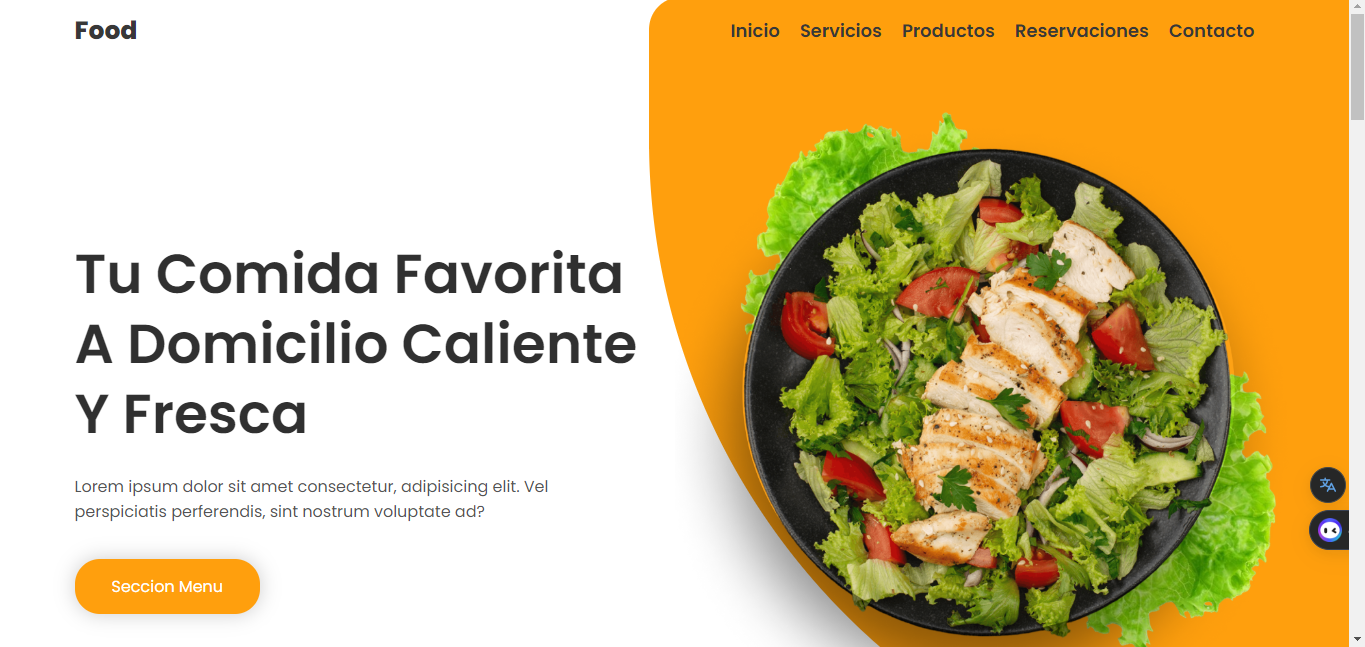 Food
Inicio Servicios Productos Reservaciones Contacto
Tu Comida Favorita
A Domicilio Caliente
Y Fresca
Lorem ipsum dolor sit amet consectetur, adipisicing elit. Vel
perspiciatis perferendis, sint nostrum voluptate ad?
Seccion Menu